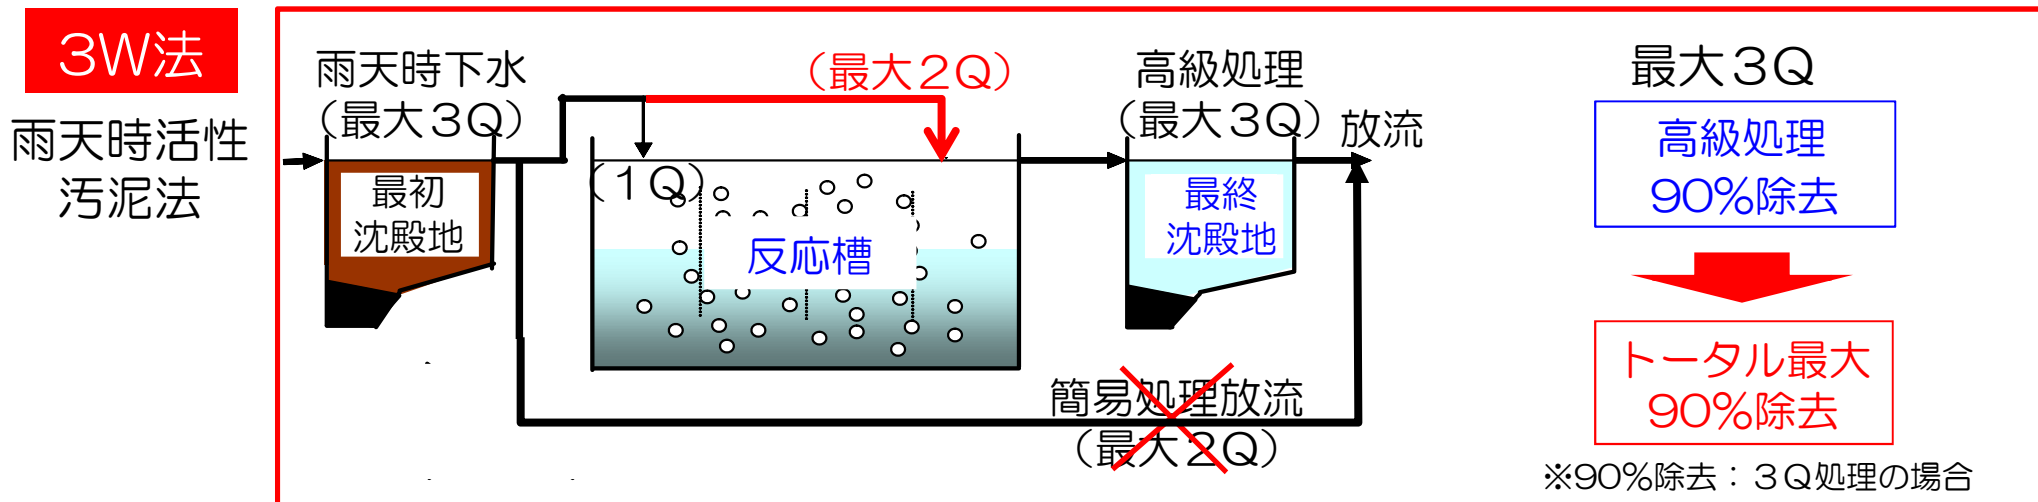 3W法
雨天時活性
汚泥法
雨天時下水
（最大3Q）
（最大2Q）
（1Q）
最初
沈殿地
反応槽
高級処理
（最大3Q）
放流
最終
沈殿地
簡易処理放流
（最大2Q）
最大3Q
高級処理
90%除去
トータル最大
90%除去
※90%除去：3Q処理の場合